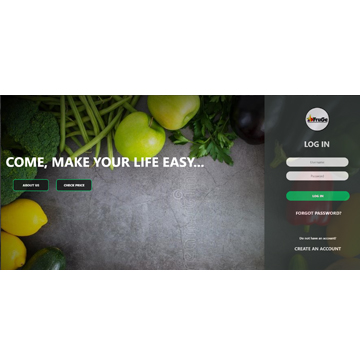 FruGo
LOG IN
COME, MAKE YOUR LIFE EASY...
Username
Password
ABOUT US
CHECK PRICE
LOG IN
FORGOT PASSWORD?
Do not have an account?
CREATE AN ACCOUNT